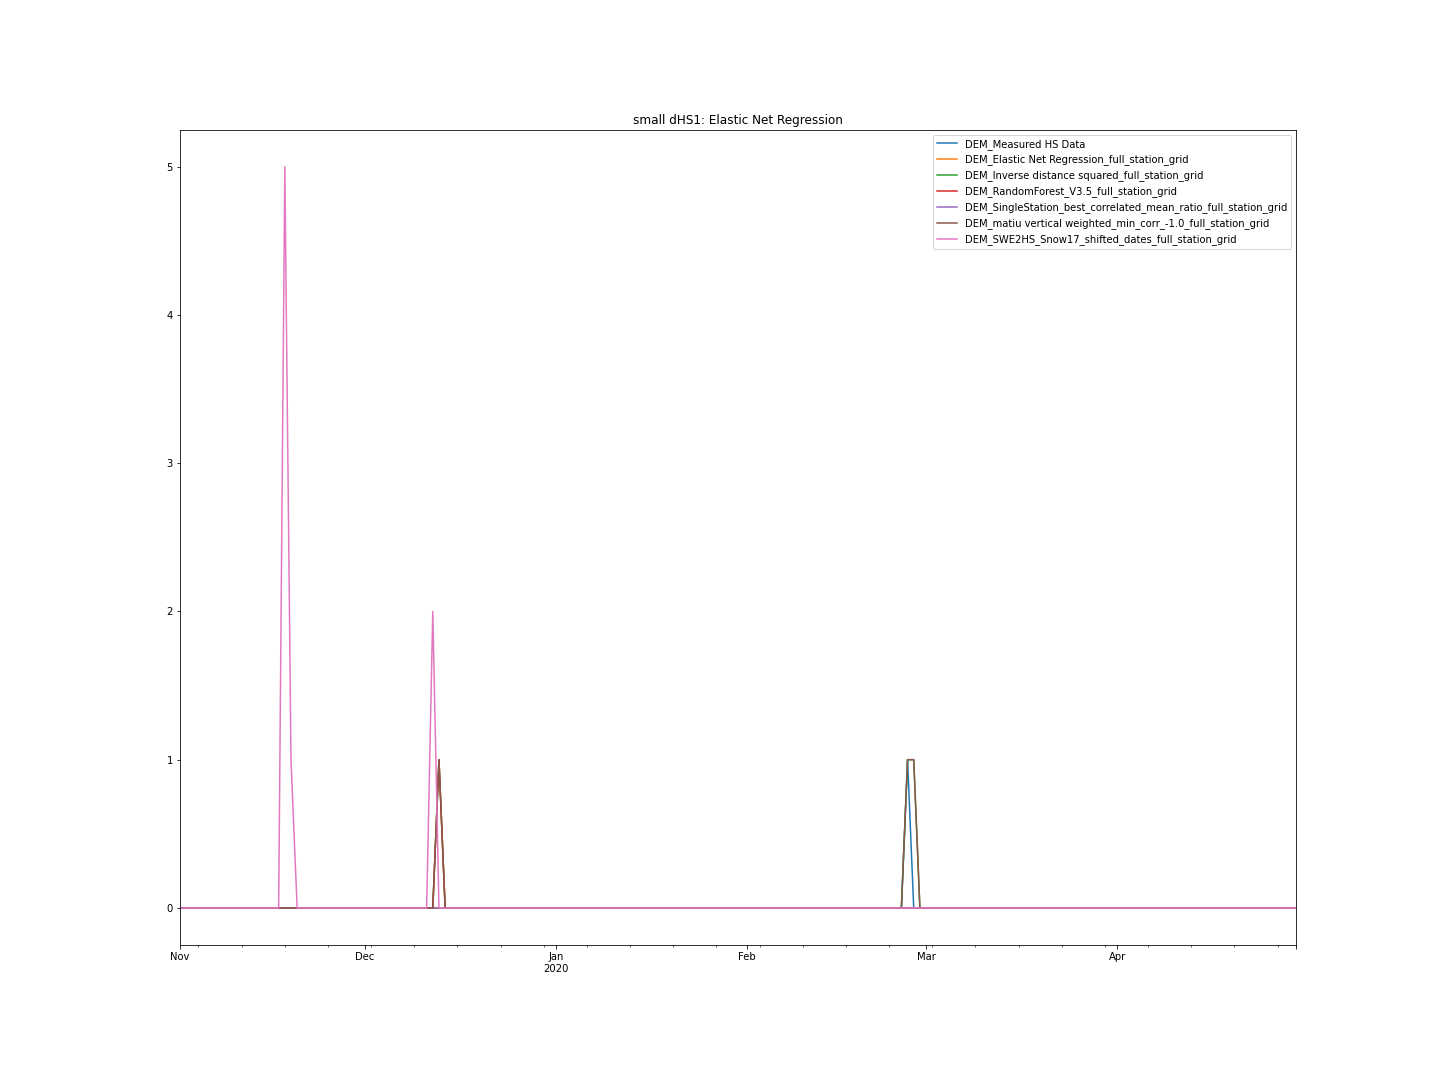 small dHS1: Elastic Net Regression
DEM_Measured HS Data
DEM_Elastic Net Regression_full_station_grid
DEM_Inverse distance squared_full_station_grid
DEM_RandomForest_V3.5_full_station_grid
DEM_SingleStation_best_correlated_mean_ratio_full_station_grid
DEM_matiu vertical weighted_min_corr_-1.0_full_station_grid
DEM_SWE2HS_Snow17_shifted_dates_full_station_grid
5
4
3
2
1
0
Nov Dec Jan Feb Mar Apr
2020